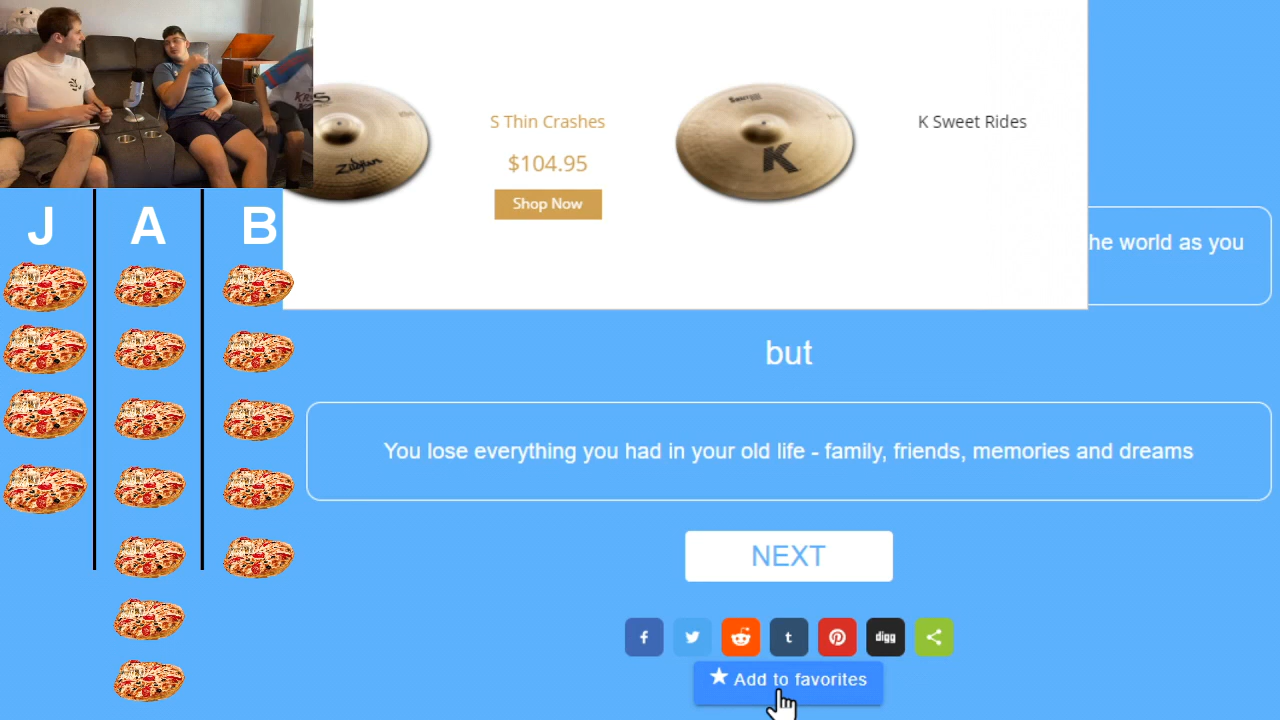 S Thin Crashes
$104.95
Shop Now
Zildjian
K
K Sweet Rides
J A B
he world as you
but
You lose everything you had in your old life - family, friends, memories and dreams
NEXT
f t digg
Add to favorites